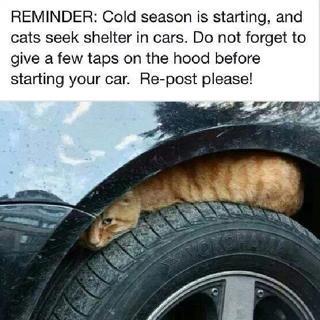 REMINDER: Cold season is starting, and
cats seek shelter in cars. Do not forget to
give a few taps on the hood before
starting your car.  Re-post please!
YOKOHAMA